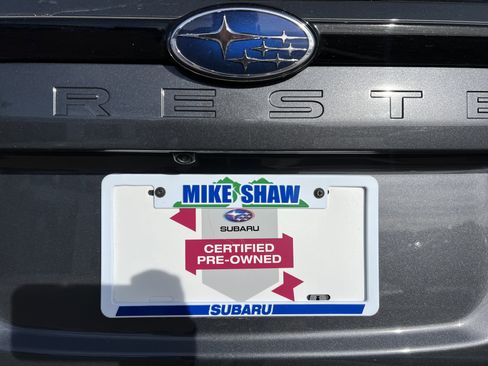 RESTE
MIKE SHAW
SUBARU
CERTIFIED
PRE-OWNED
SUBARU